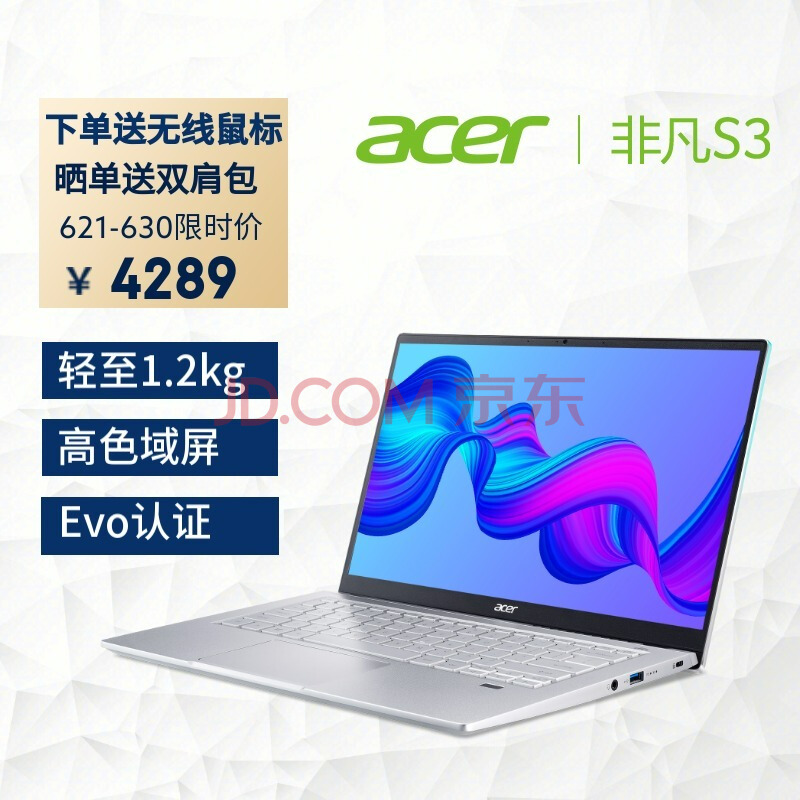 下单送无线鼠标
晒单送双肩包
621-630限时价
¥ 4289
acer | 非凡S3
轻至1.2kg
高色域屏
Evo认证
JD.COM 京东
acer